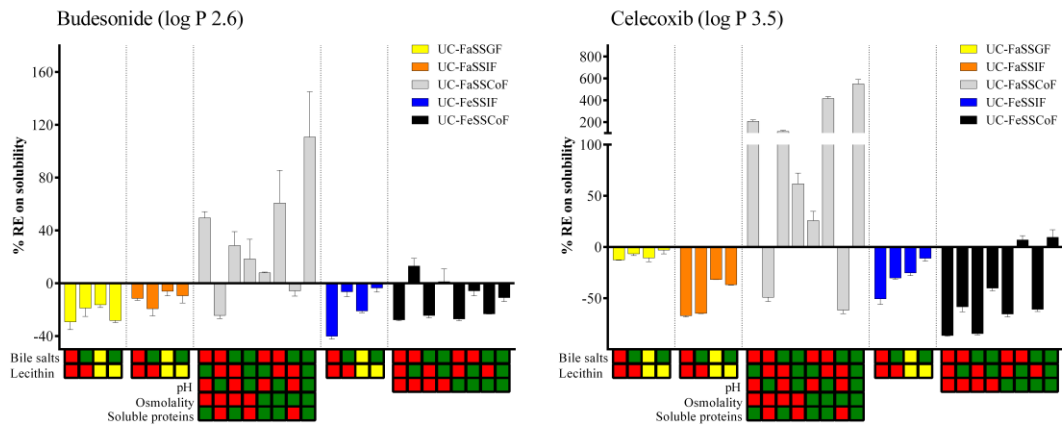 Budesonide (log P 2.6)
160
120
80
40
0
-40
% RE on solubility
UC-FaSSGF
UC-FaSSIF
UC-FaSSCoF
UC-FeSSIF
UC-FeSSCoF
Bile salts
Lecithin
pH
Osmolality
Soluble proteins
Celecoxib (log P 3.5)
800
600
400
200
100
50
0
-50
% RE on solubility
UC-FaSSGF
UC-FaSSIF
UC-FaSSCoF
UC-FeSSIF
UC-FeSSCoF
Bile salts
Lecithin
pH
Osmolality
Soluble proteins